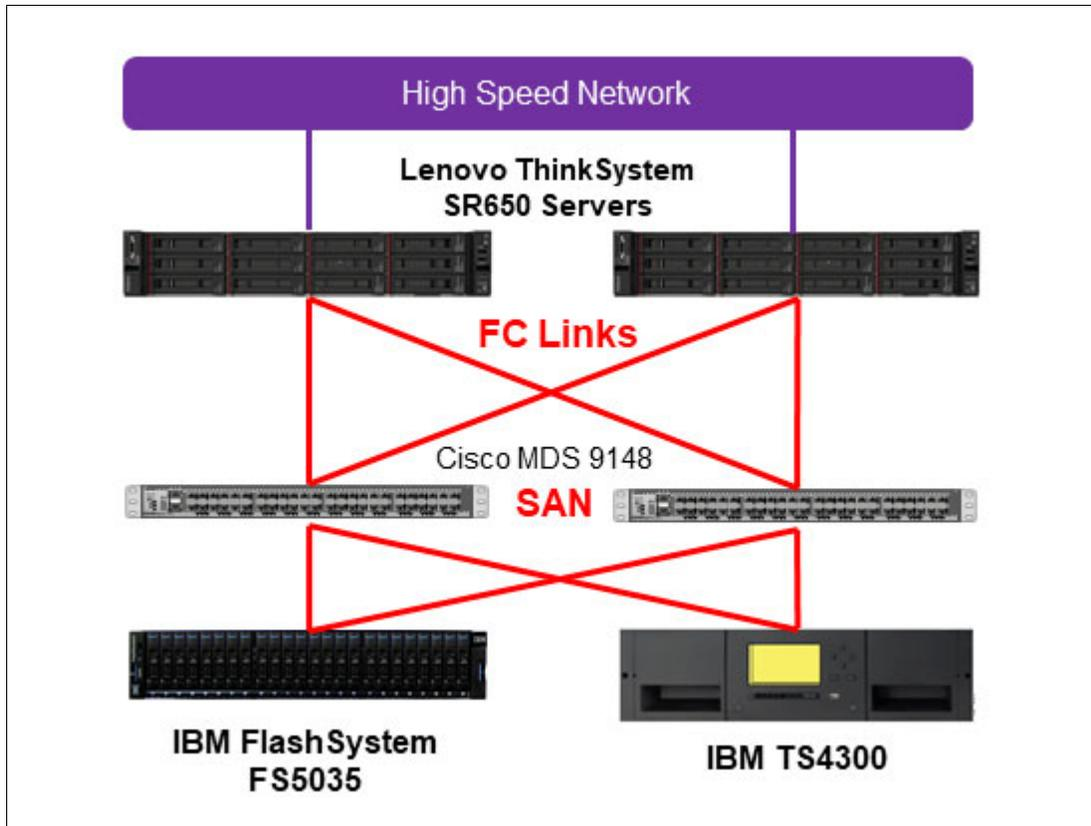 High Speed Network
Lenovo ThinkSystem
SR650 Servers
FC Links
Cisco MDS 9148
SAN
IBM FlashSystem
FS5035
IBM TS4300